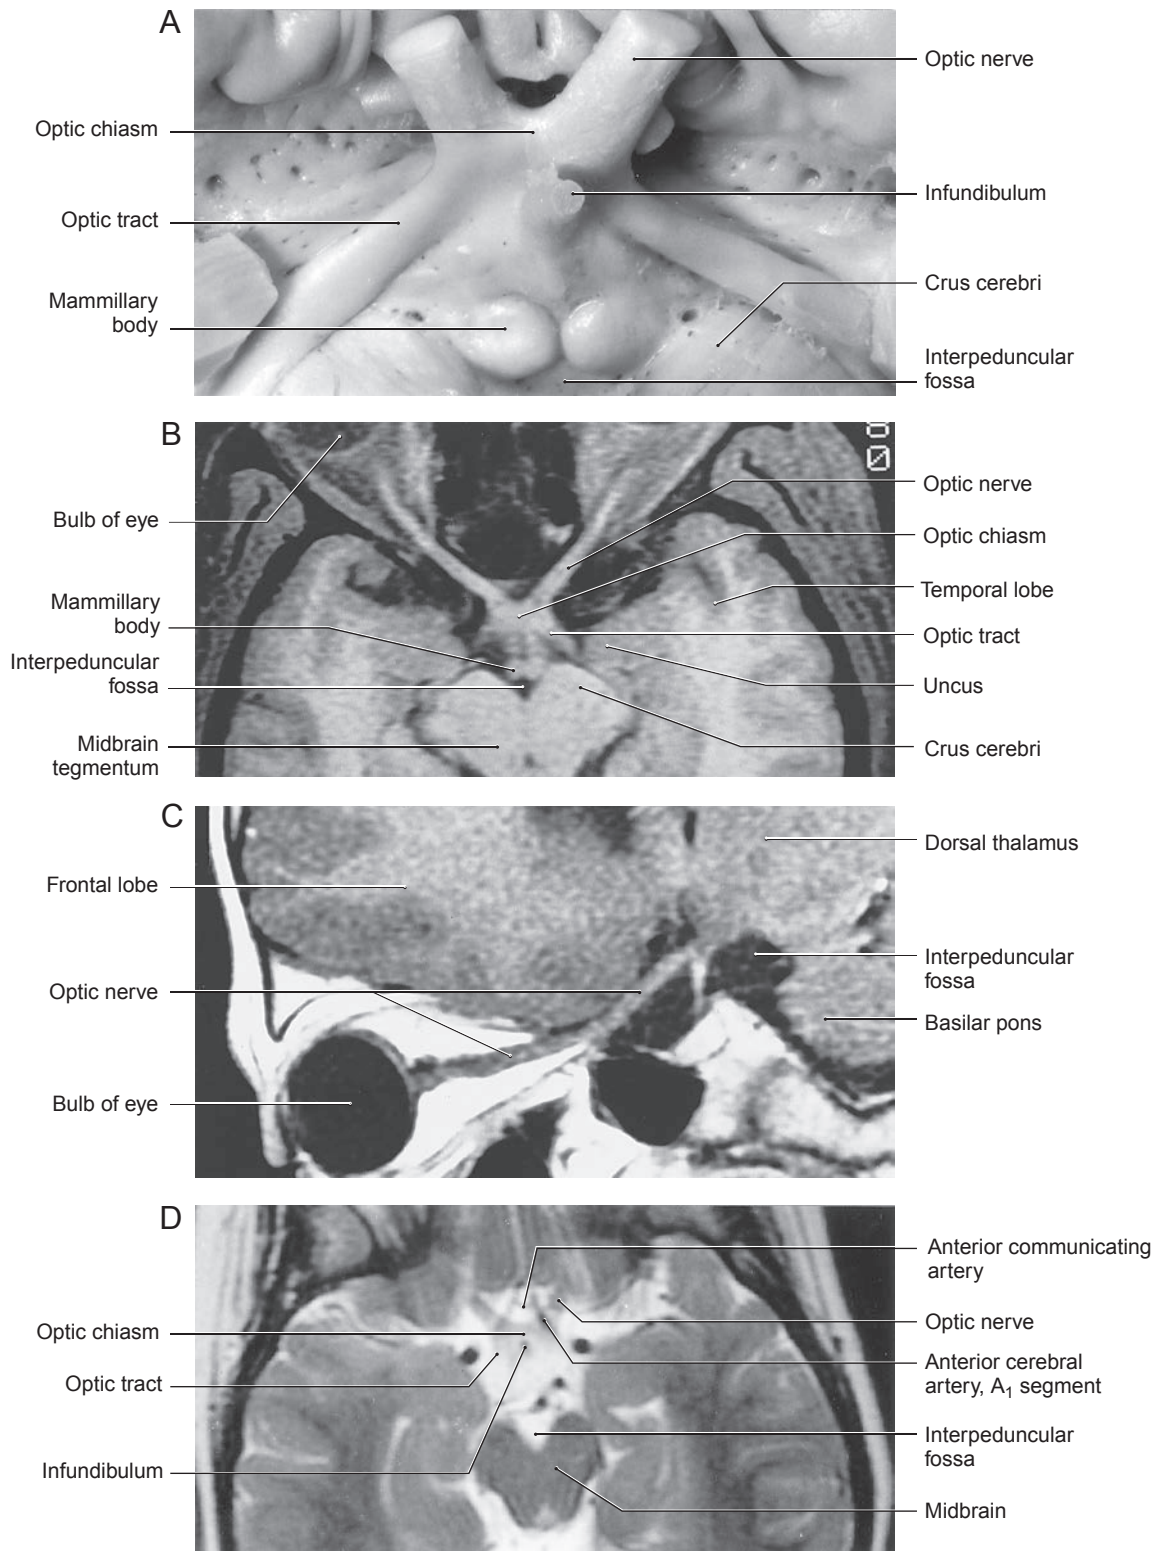 A
Optic nerve
Optic chiasm
Infundibulum
Optic tract
Crus cerebri
Mammillary
body
Interpeduncular
fossa
B
Optic nerve
Bulb of eye
Optic chiasm
Temporal lobe
Mammillary
body
Optic tract
Interpeduncular
fossa
Uncus
Midbrain
tegmentum
Crus cerebri
C
Dorsal thalamus
Frontal lobe
Interpeduncular
fossa
Optic nerve
Basilar pons
Bulb of eye
D
Anterior communicating
artery
Optic chiasm
Optic nerve
Optic tract
Anterior cerebral
artery, A1 segment
Interpeduncular
fossa
Infundibulum
Midbrain